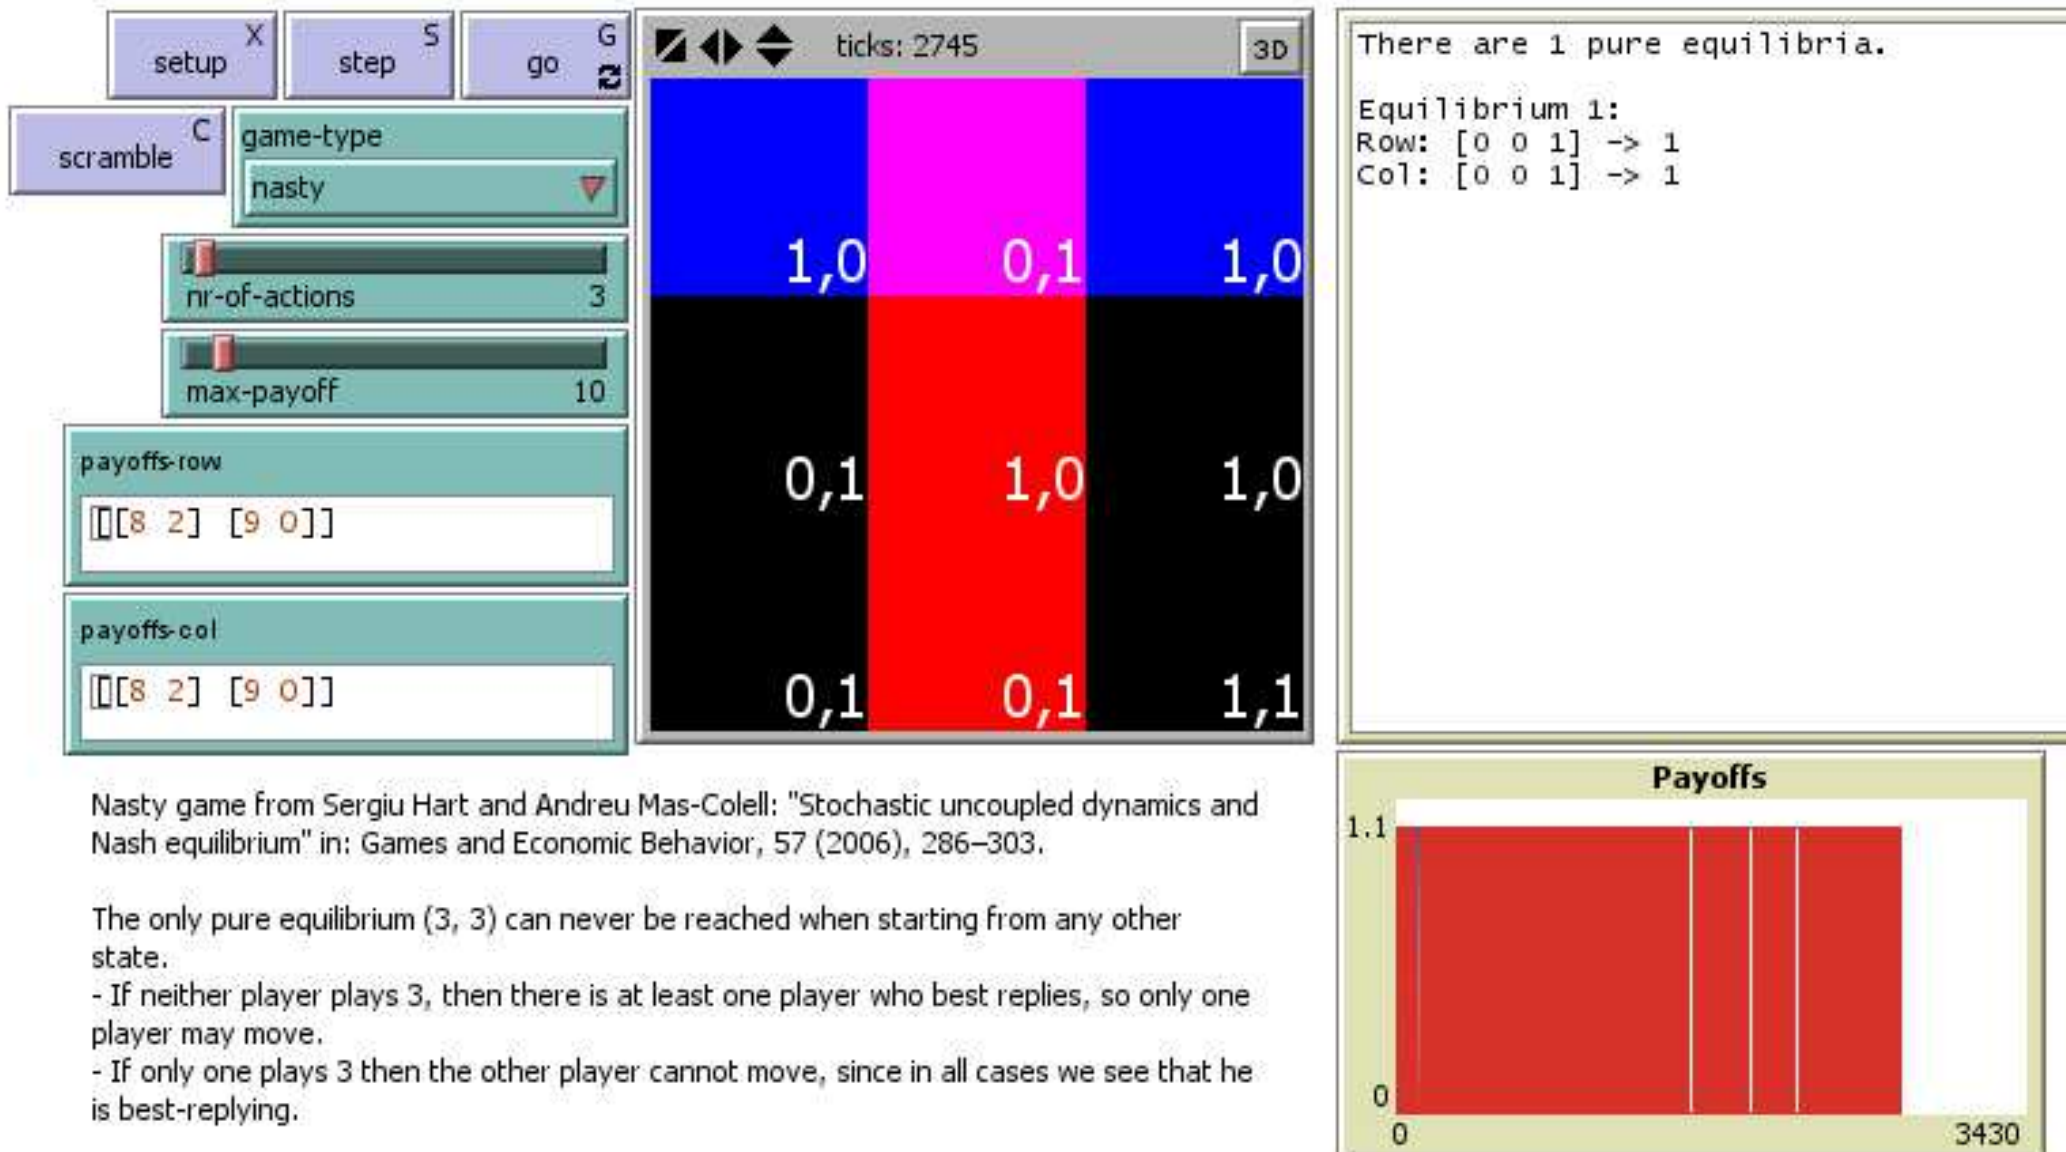 setup X
step S
go G
scramble C
game-type
nasty
nr-of-actions 3
max-payoff 10
payoffs-row
[[8 2] [9 0]]
payoffs-col
[[8 2] [9 0]]
ticks: 2745
3D
1,0 0,1 1,0
0,1 1,0 1,0
0,1 0,1 1,1
There are 1 pure equilibria.
Equilibrium 1:
Row: [0 0 1] -> 1
Col: [0 0 1] -> 1
Nasty game from Sergiu Hart and Andreu Mas-Colell: "Stochastic uncoupled dynamics and
Nash equilibrium" in: Games and Economic Behavior, 57 (2006), 286–303.
The only pure equilibrium (3, 3) can never be reached when starting from any other
state.
- If neither player plays 3, then there is at least one player who best replies, so only one
player may move.
- If only one plays 3 then the other player cannot move, since in all cases we see that he
is best-replying.
Payoffs
1.1
0
0 3430